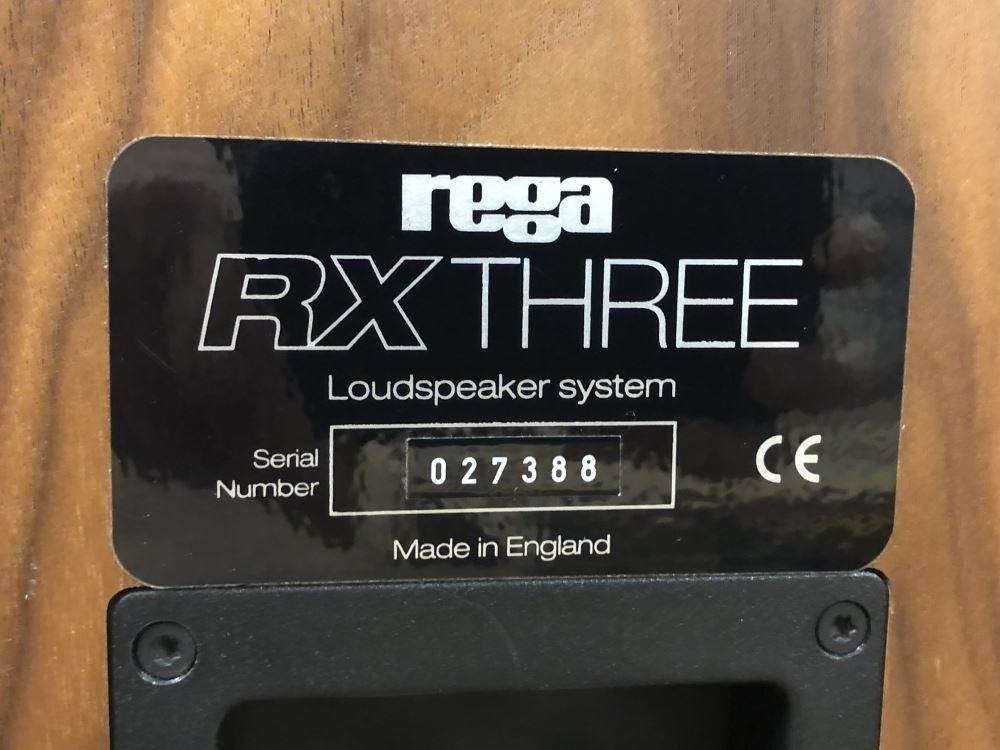 rega
RX THREE
Loudspeaker system
Serial
Number
027388
CE
Made in England